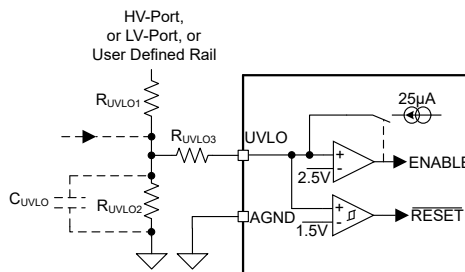 HV-Port,
or LV-Port, or
User Defined Rail
RUVLO1
25µA
RUVLO3
UVLO
+
ENABLE
2.5V
CUVLO
RUVLO2
AGND
+
RESET
1.5V